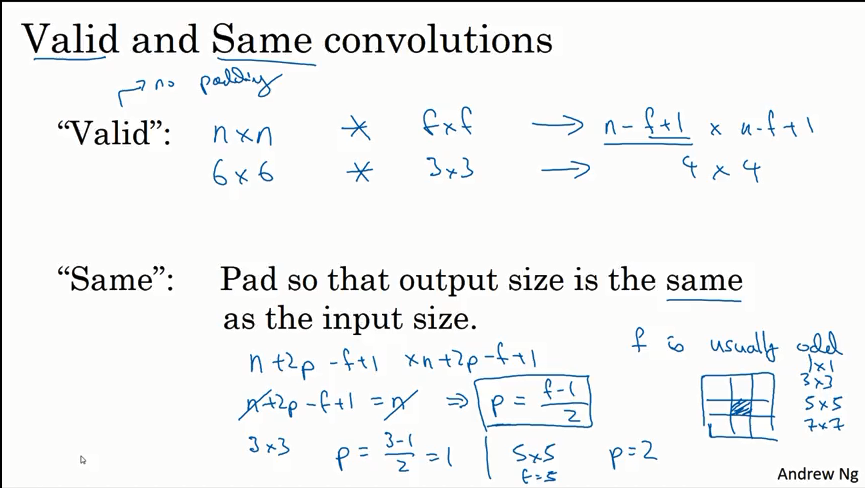 Valid and Same convolutions
→ no padding
“Valid”: n×n * f×f → n-f+1 × n-f+1
6×6 * 3×3 → 4 × 4
“Same”: Pad so that output size is the same
as the input size.
n+2p-f+1 ×n+2p-f+1
n+2p-f+1 = n ⇒ p = (f-1)/2
3×3 p = (3-1)/2 = 1 | 5×5 p=2
f=5
f is usually odd
1×1
3×3
5×5
7×7
Andrew Ng